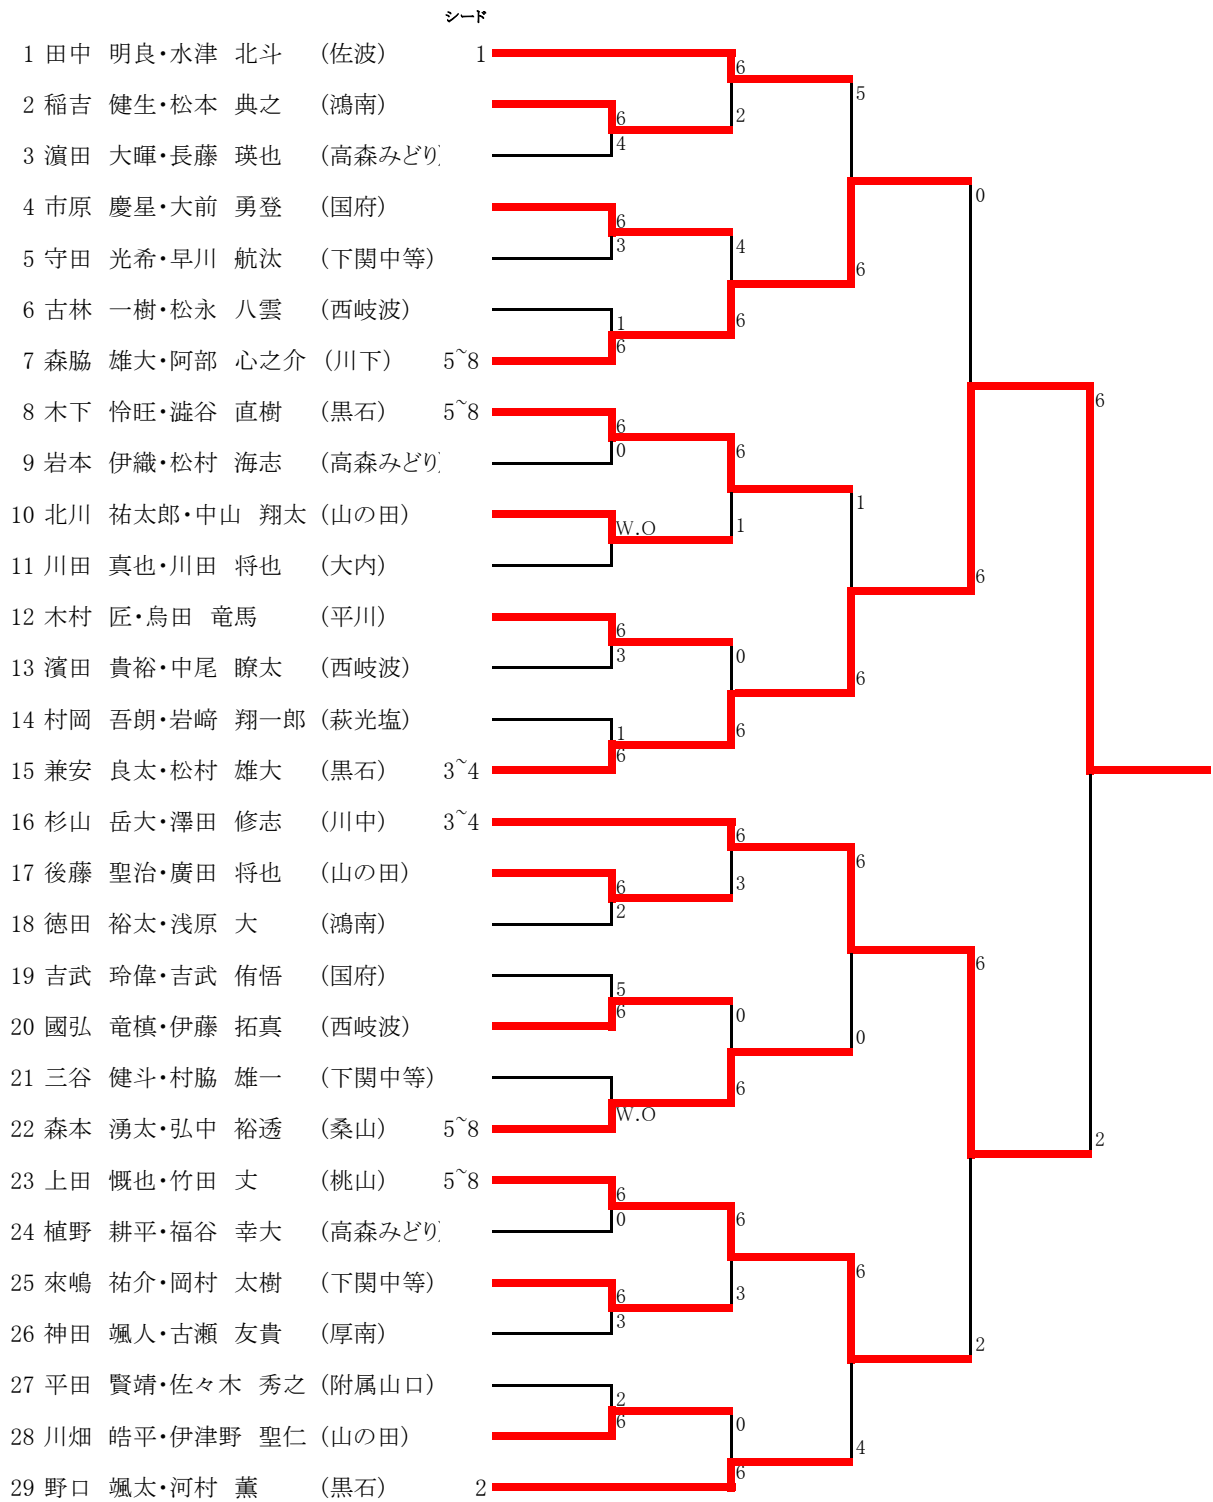 シード
1 田中 明良・水津 北斗 (佐波) 1
2 稲吉 健生・松本 典之 (鴻南)
3 濵田 大暉・長藤 瑛也 (高森みどり)
4 市原 慶星・大前 勇登 (国府)
5 守田 光希・早川 航汰 (下関中等)
6 古林 一樹・松永 八雲 (西岐波)
7 森脇 雄大・阿部 心之介 (川下) 5~8
8 木下 怜旺・澁谷 直樹 (黒石) 5~8
9 岩本 伊織・松村 海志 (高森みどり)
10 北川 祐太郎・中山 翔太 (山の田)
11 川田 真也・川田 将也 (大内)
12 木村 匠・烏田 竜馬 (平川)
13 濱田 貴裕・中尾 瞭太 (西岐波)
14 村岡 吾朗・岩﨑 翔一郎 (萩光塩)
15 兼安 良太・松村 雄大 (黒石) 3~4
16 杉山 岳大・澤田 修志 (川中) 3~4
17 後藤 聖治・廣田 将也 (山の田)
18 徳田 裕太・浅原 大 (鴻南)
19 吉武 玲偉・吉武 侑悟 (国府)
20 國弘 竜槙・伊藤 拓真 (西岐波)
21 三谷 健斗・村脇 雄一 (下関中等)
22 森本 湧太・弘中 裕透 (桑山) 5~8
23 上田 慨也・竹田 丈 (桃山) 5~8
24 植野 耕平・福谷 幸大 (高森みどり)
25 來嶋 祐介・岡村 太樹 (下関中等)
26 神田 颯人・古瀬 友貴 (厚南)
27 平田 賢靖・佐々木 秀之 (附属山口)
28 川畑 皓平・伊津野 聖仁 (山の田)
29 野口 颯太・河村 薫 (黒石) 2
6
4
6
3
1
6
6
0
W.O
6
3
1
6
6
2
5
6
W.O
6
0
6
3
2
6
6
2
4
6
6
1
0
6
6
3
0
6
6
3
0
6
5
6
1
6
6
0
6
4
0
6
6
2
6
2